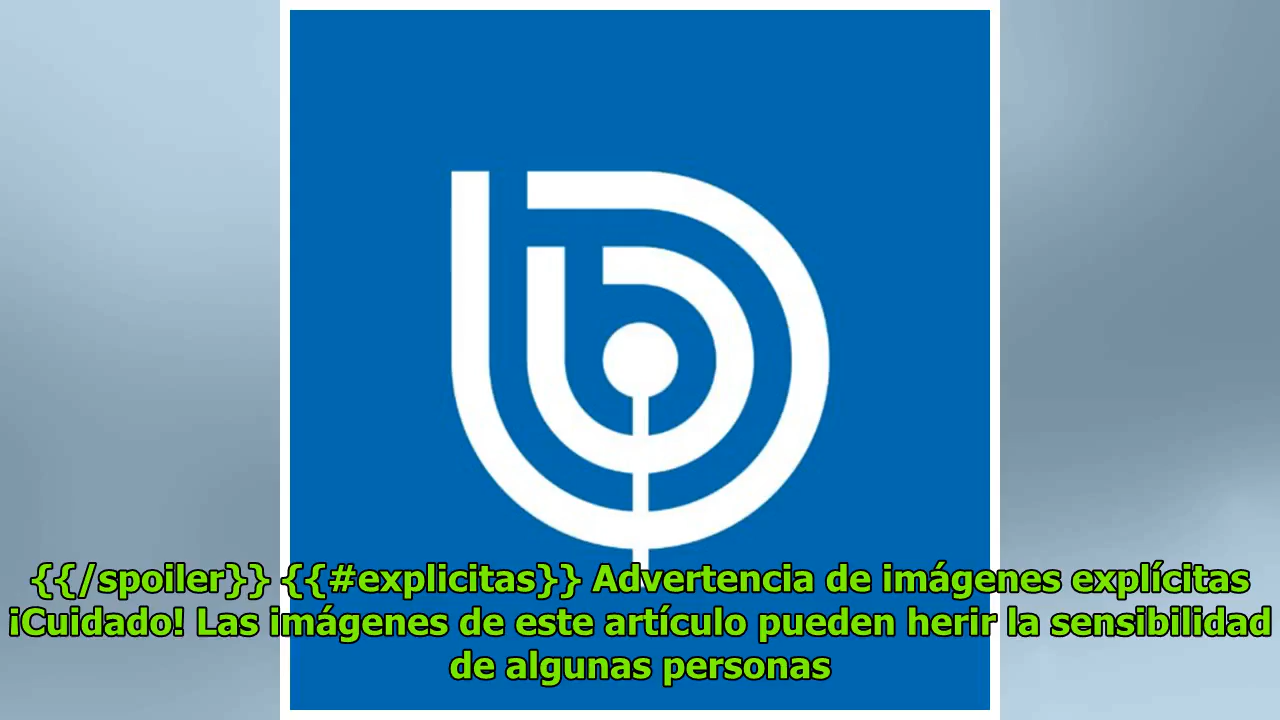 {{/spoiler}} {{#explicitas}} Advertencia de imágenes explícitas
¡Cuidado! Las imágenes de este artículo pueden herir la sensibilidad
de algunas personas